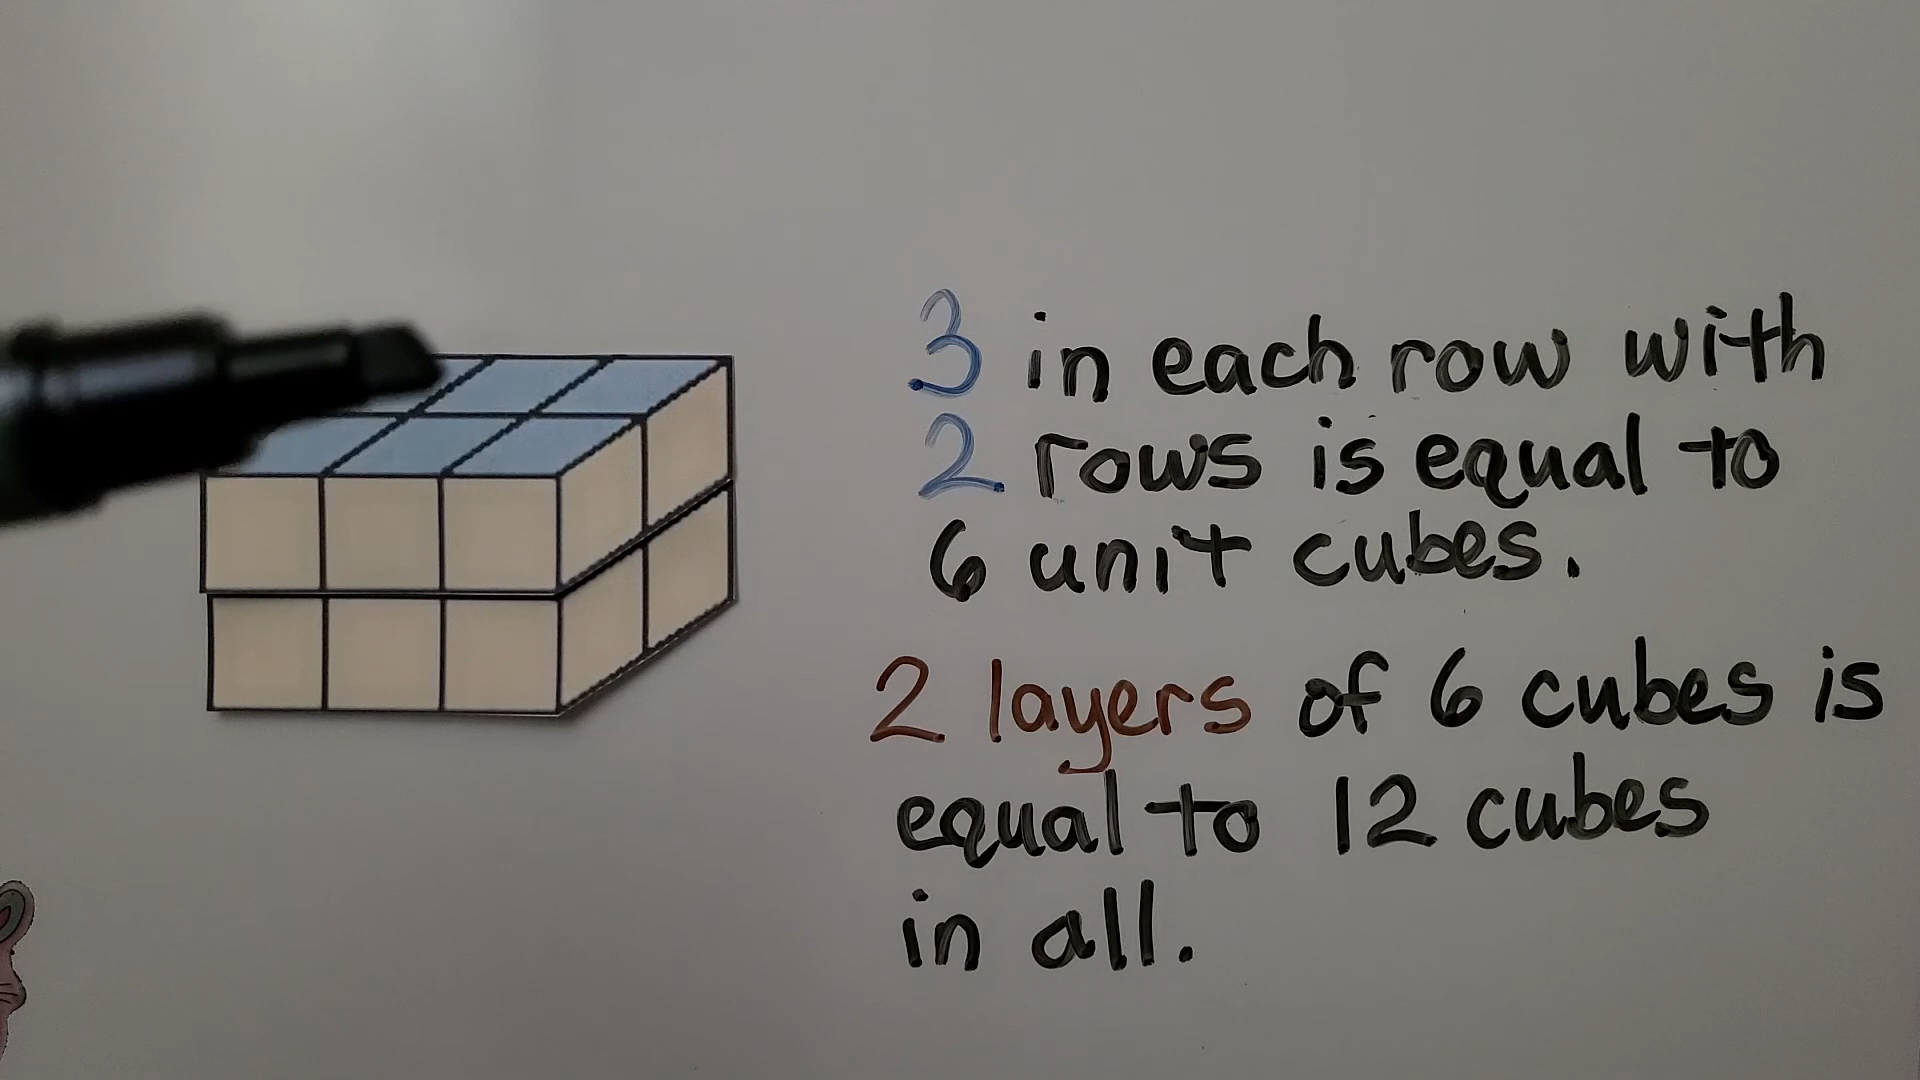 3 in each row with
2 rows is equal to
6 unit cubes.
2 layers of 6 cubes is
equal to 12 cubes
in all.